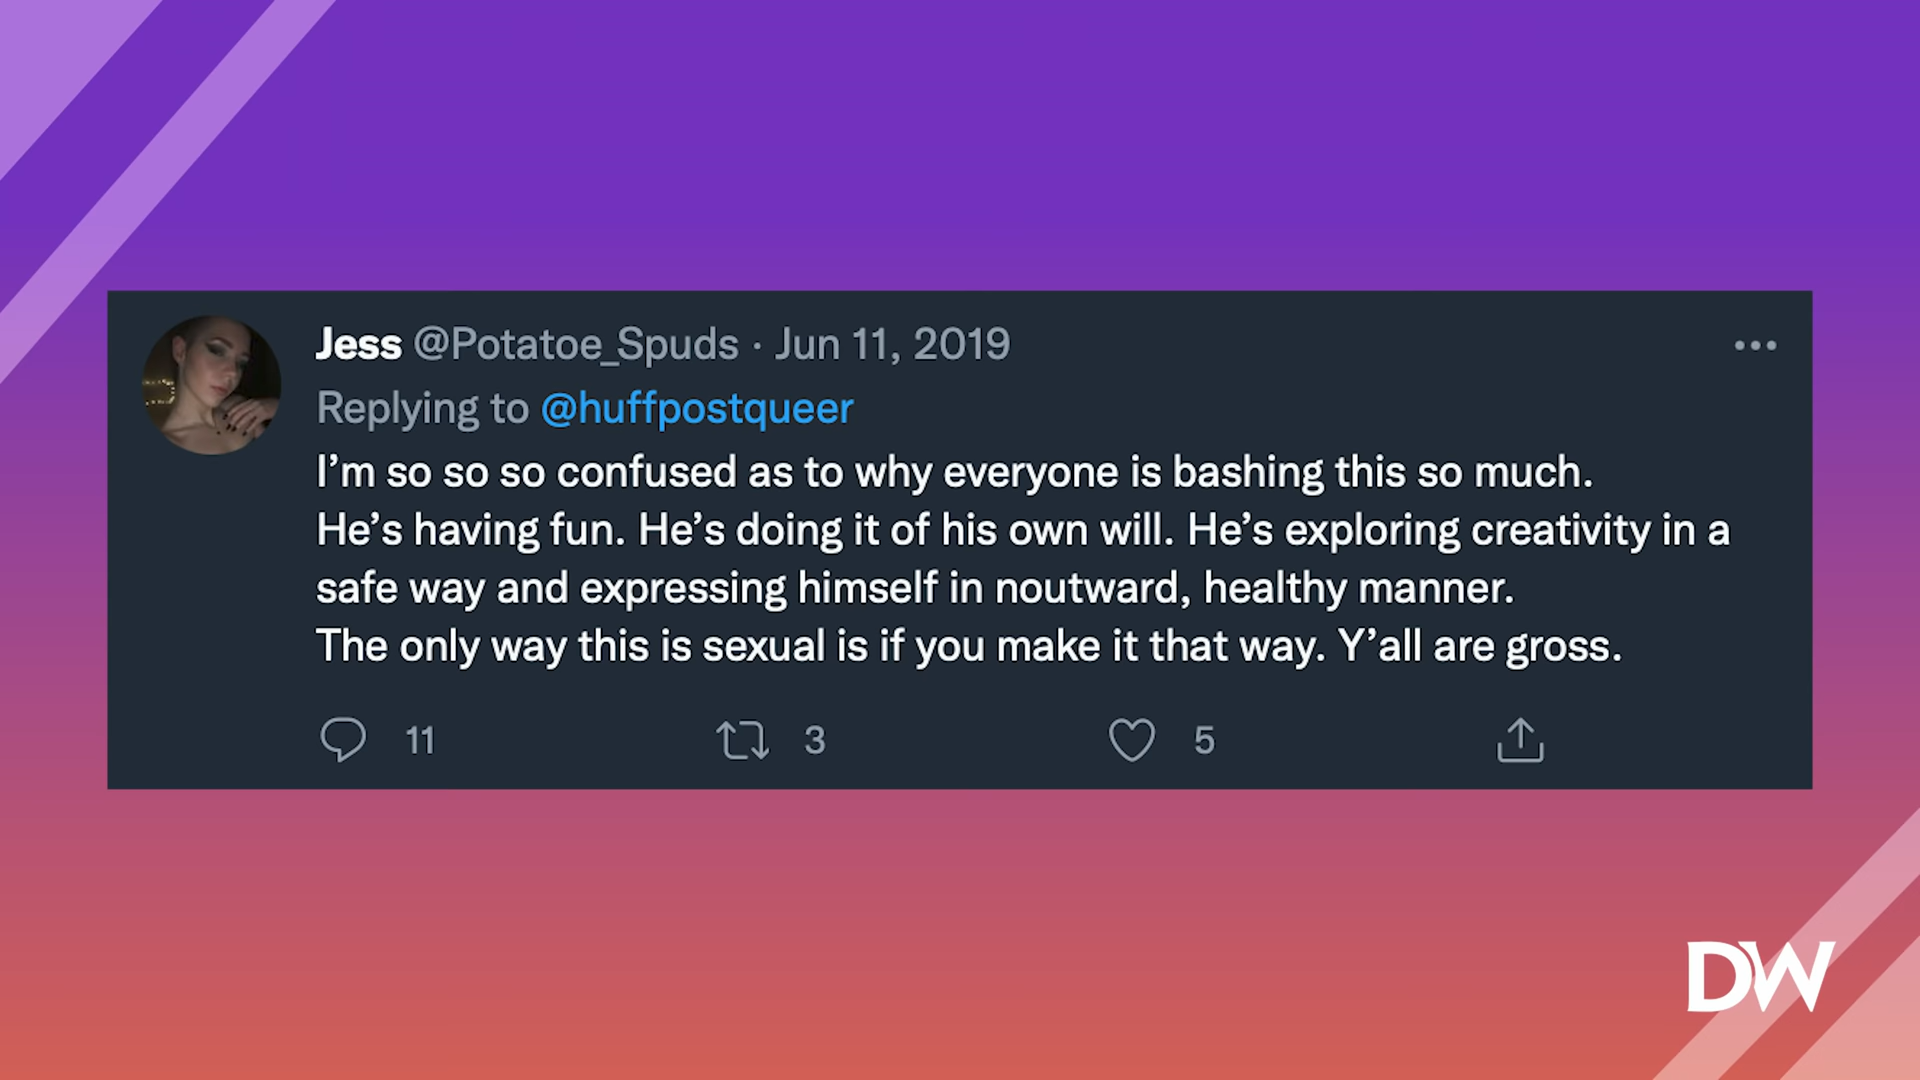 Jess @Potatoe_Spuds · Jun 11, 2019
Replying to @huffpostqueer
I’m so so so confused as to why everyone is bashing this so much.
He’s having fun. He’s doing it of his own will. He’s exploring creativity in a
safe way and expressing himself in noutward, healthy manner.
The only way this is sexual is if you make it that way. Y’all are gross.
11 3 5
DW